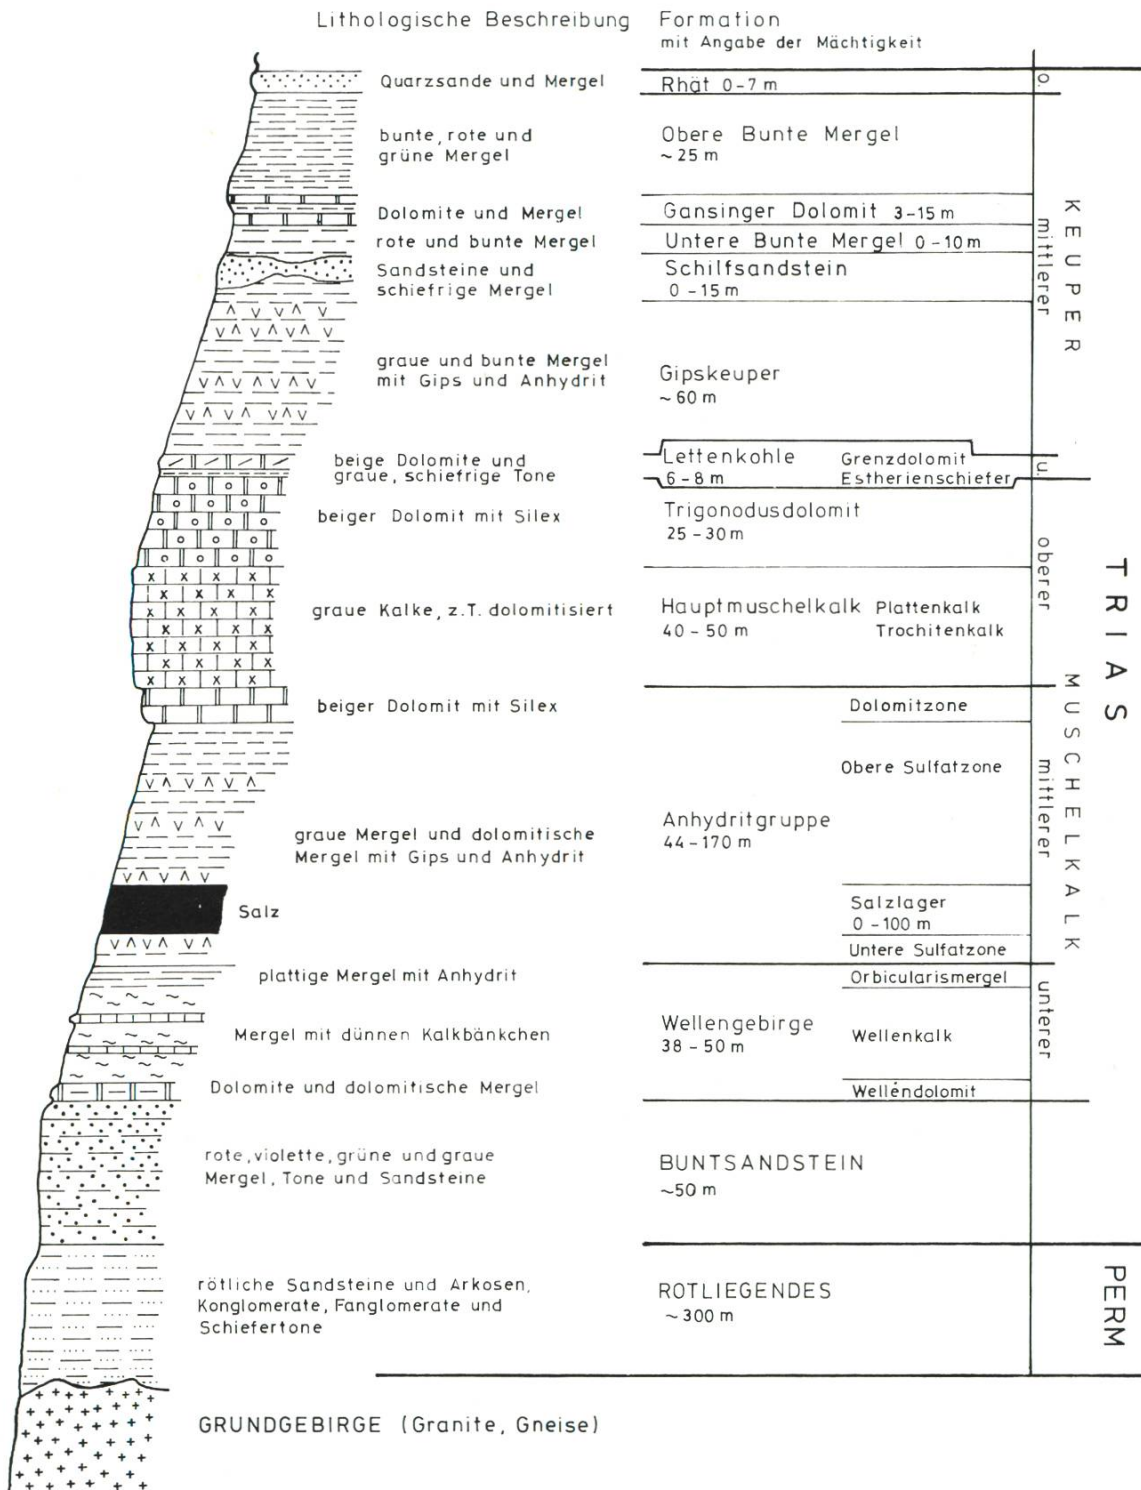 Lithologische Beschreibung
Formation
mit Angabe der Mächtigkeit
Quarzsande und Mergel
Rhät 0-7 m
o.
bunte, rote und
grüne Mergel
Obere Bunte Mergel
~ 25 m
Dolomite und Mergel
Gansinger Dolomit 3-15 m
rote und bunte Mergel
Untere Bunte Mergel 0-10 m
Sandsteine und
schiefrige Mergel
Schilfsandstein
0-15 m
mittlerer
KEUPER
graue und bunte Mergel
mit Gips und Anhydrit
Gipskeuper
~ 60 m
beige Dolomite und
graue, schiefrige Tone
Lettenkohle
6-8 m
Grenzdolomit
Estherienschiefer
u.
beiger Dolomit mit Silex
Trigonodusdolomit
25-30 m
oberer
graue Kalke, z.T. dolomitisiert
Hauptmuschelkalk
40-50 m
Plattenkalk
Trochitenkalk
TRIAS
beiger Dolomit mit Silex
Dolomitzone
Obere Sulfatzone
MUSCHELKALK
mittlerer
graue Mergel und dolomitische
Mergel mit Gips und Anhydrit
Anhydritgruppe
44-170 m
Salz
Salzlager
0-100 m
Untere Sulfatzone
plattige Mergel mit Anhydrit
Orbicularismergel
unterer
Mergel mit dünnen Kalkbänkchen
Wellengebirge
38-50 m
Wellenkalk
Dolomite und dolomitische Mergel
Wellendolomit
rote, violette, grüne und graue
Mergel, Tone und Sandsteine
BUNTSANDSTEIN
~50 m
rötliche Sandsteine und Arkosen,
Konglomerate, Fanglomerate und
Schiefertone
ROTLIEGENDES
~ 300 m
PERM
GRUNDGEBIRGE (Granite, Gneise)